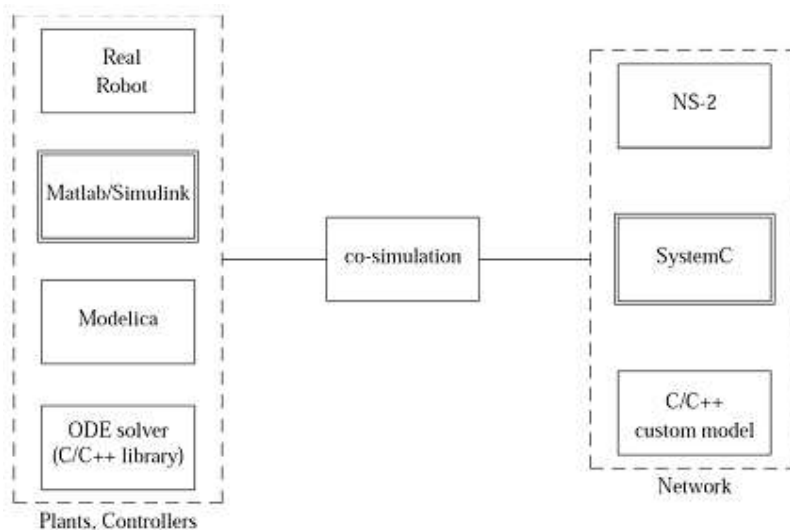 Real
Robot
Matlab/Simulink
Modelica
ODE solver
(C/C++ library)
Plants, Controllers
co-simulation
NS-2
SystemC
C/C++
custom model
Network